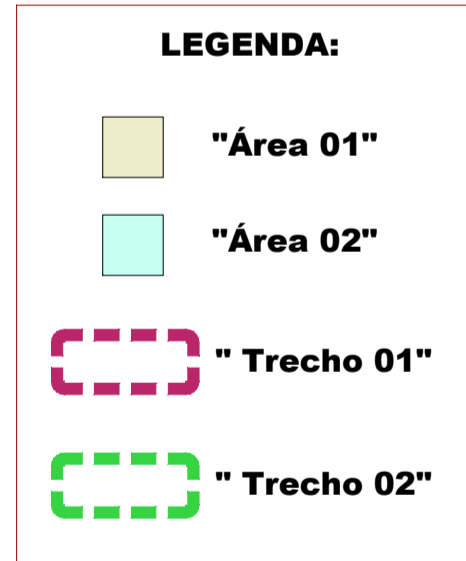 LEGENDA:
"Área 01"
"Área 02"
" Trecho 01"
" Trecho 02"